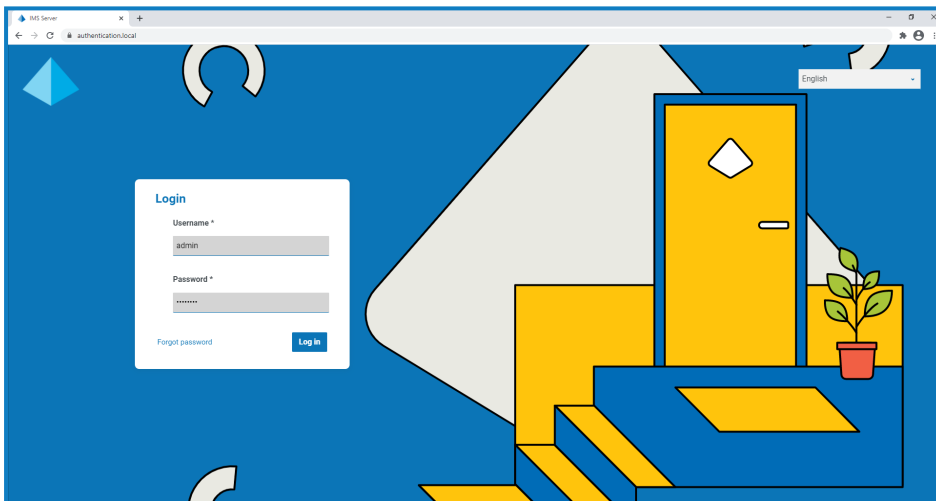 IMS Server
authentication.local
English
Login
Username *
admin
Password *
••••••••
Forgot password
Log in